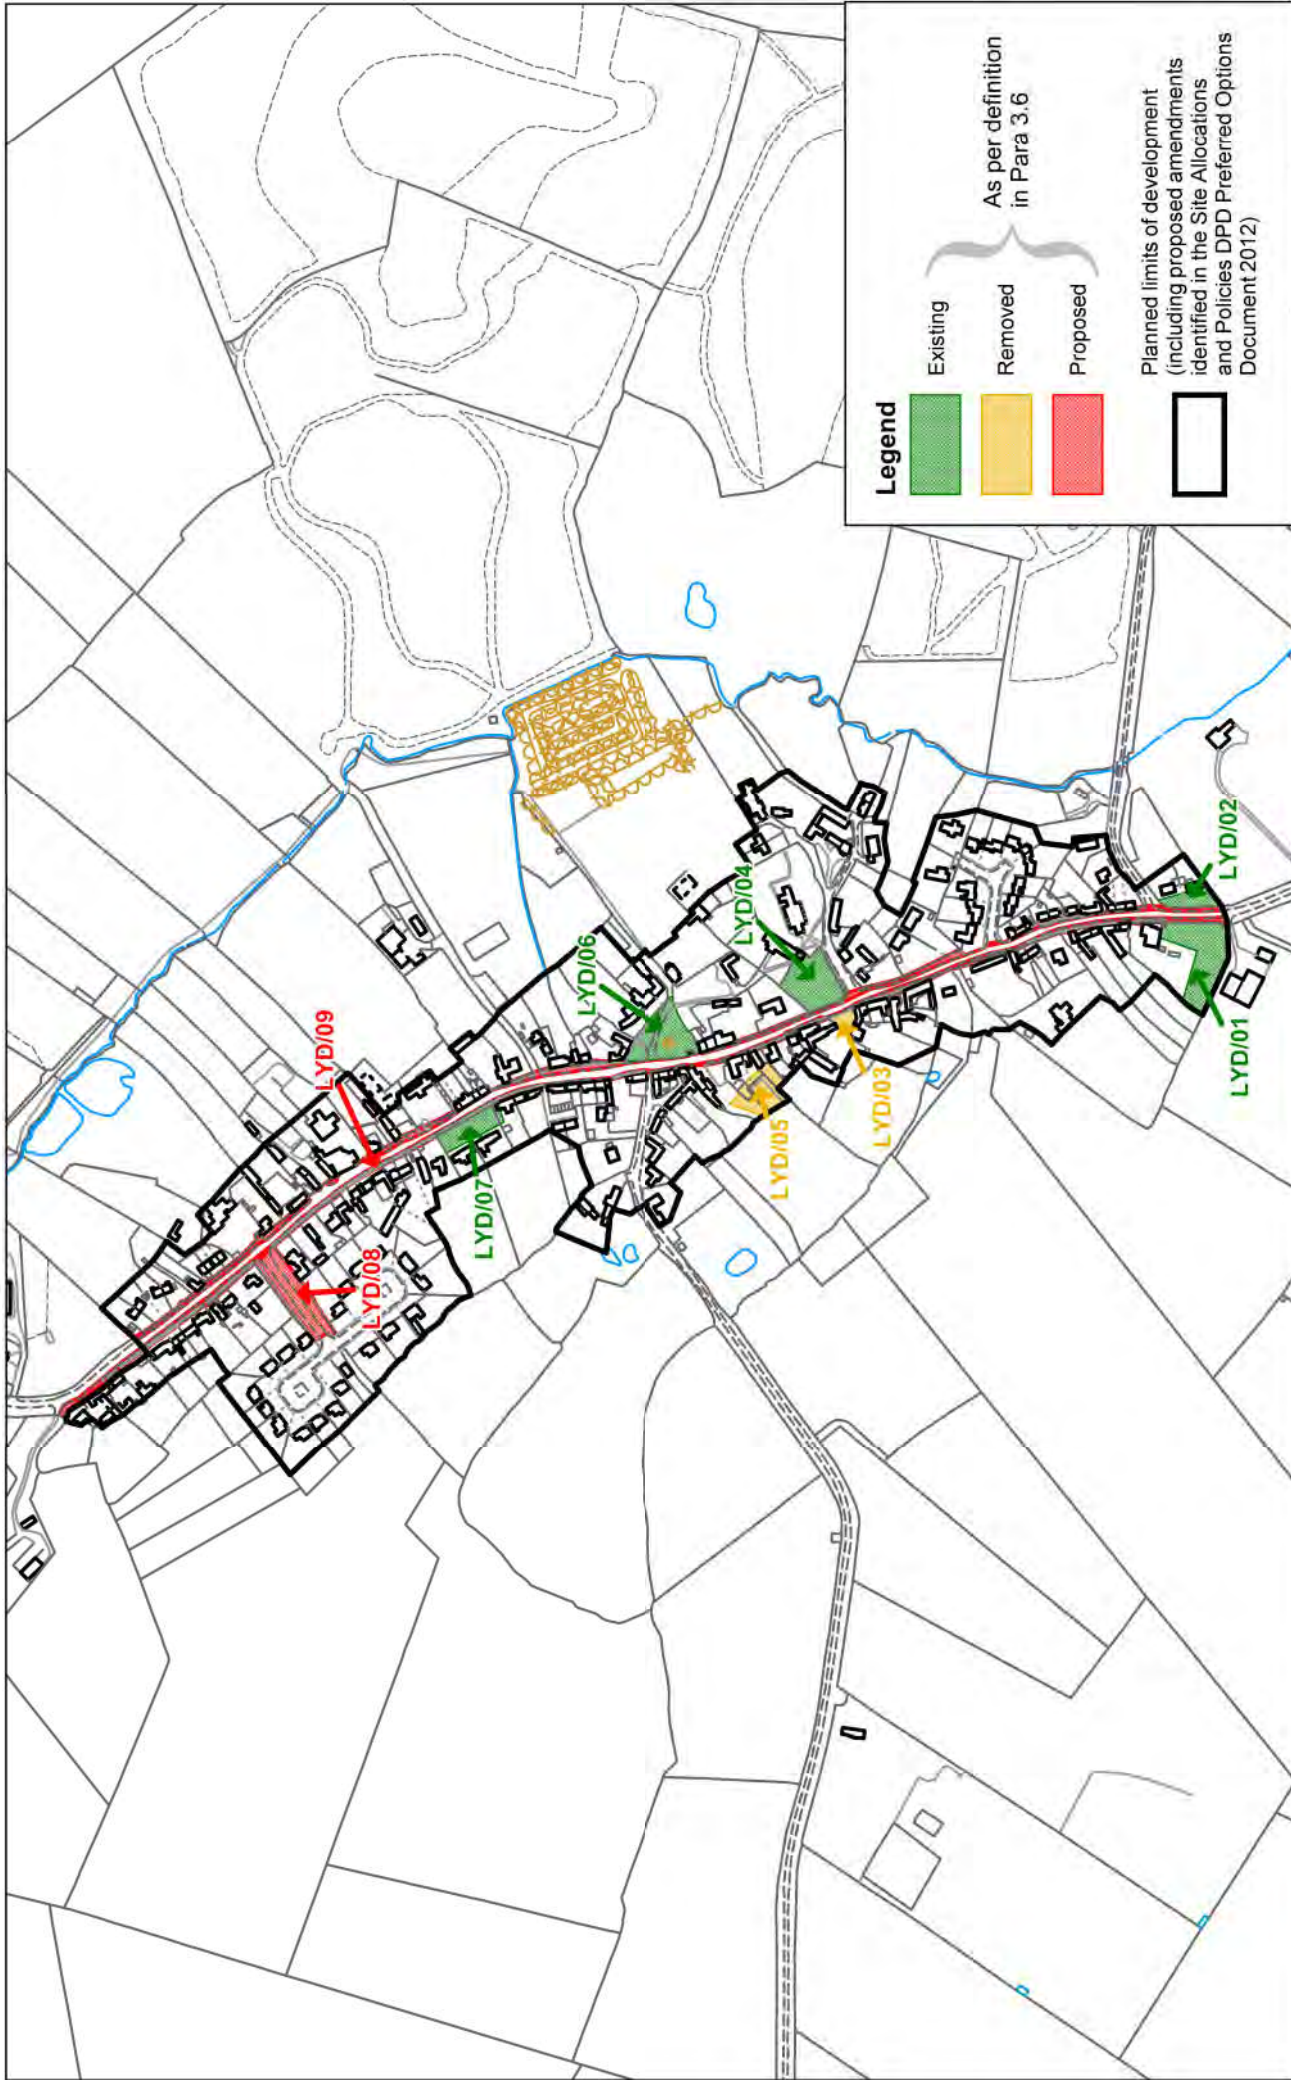 LYD/09
LYD/08
LYD/07
LYD/06
LYD/04
LYD/05
LYD/03
LYD/02
LYD/01
Legend
Existing
Removed
Proposed
As per definition
in Para 3.6
Planned limits of development
(including proposed amendments
identified in the Site Allocations
and Policies DPD Preferred Options
Document 2012)